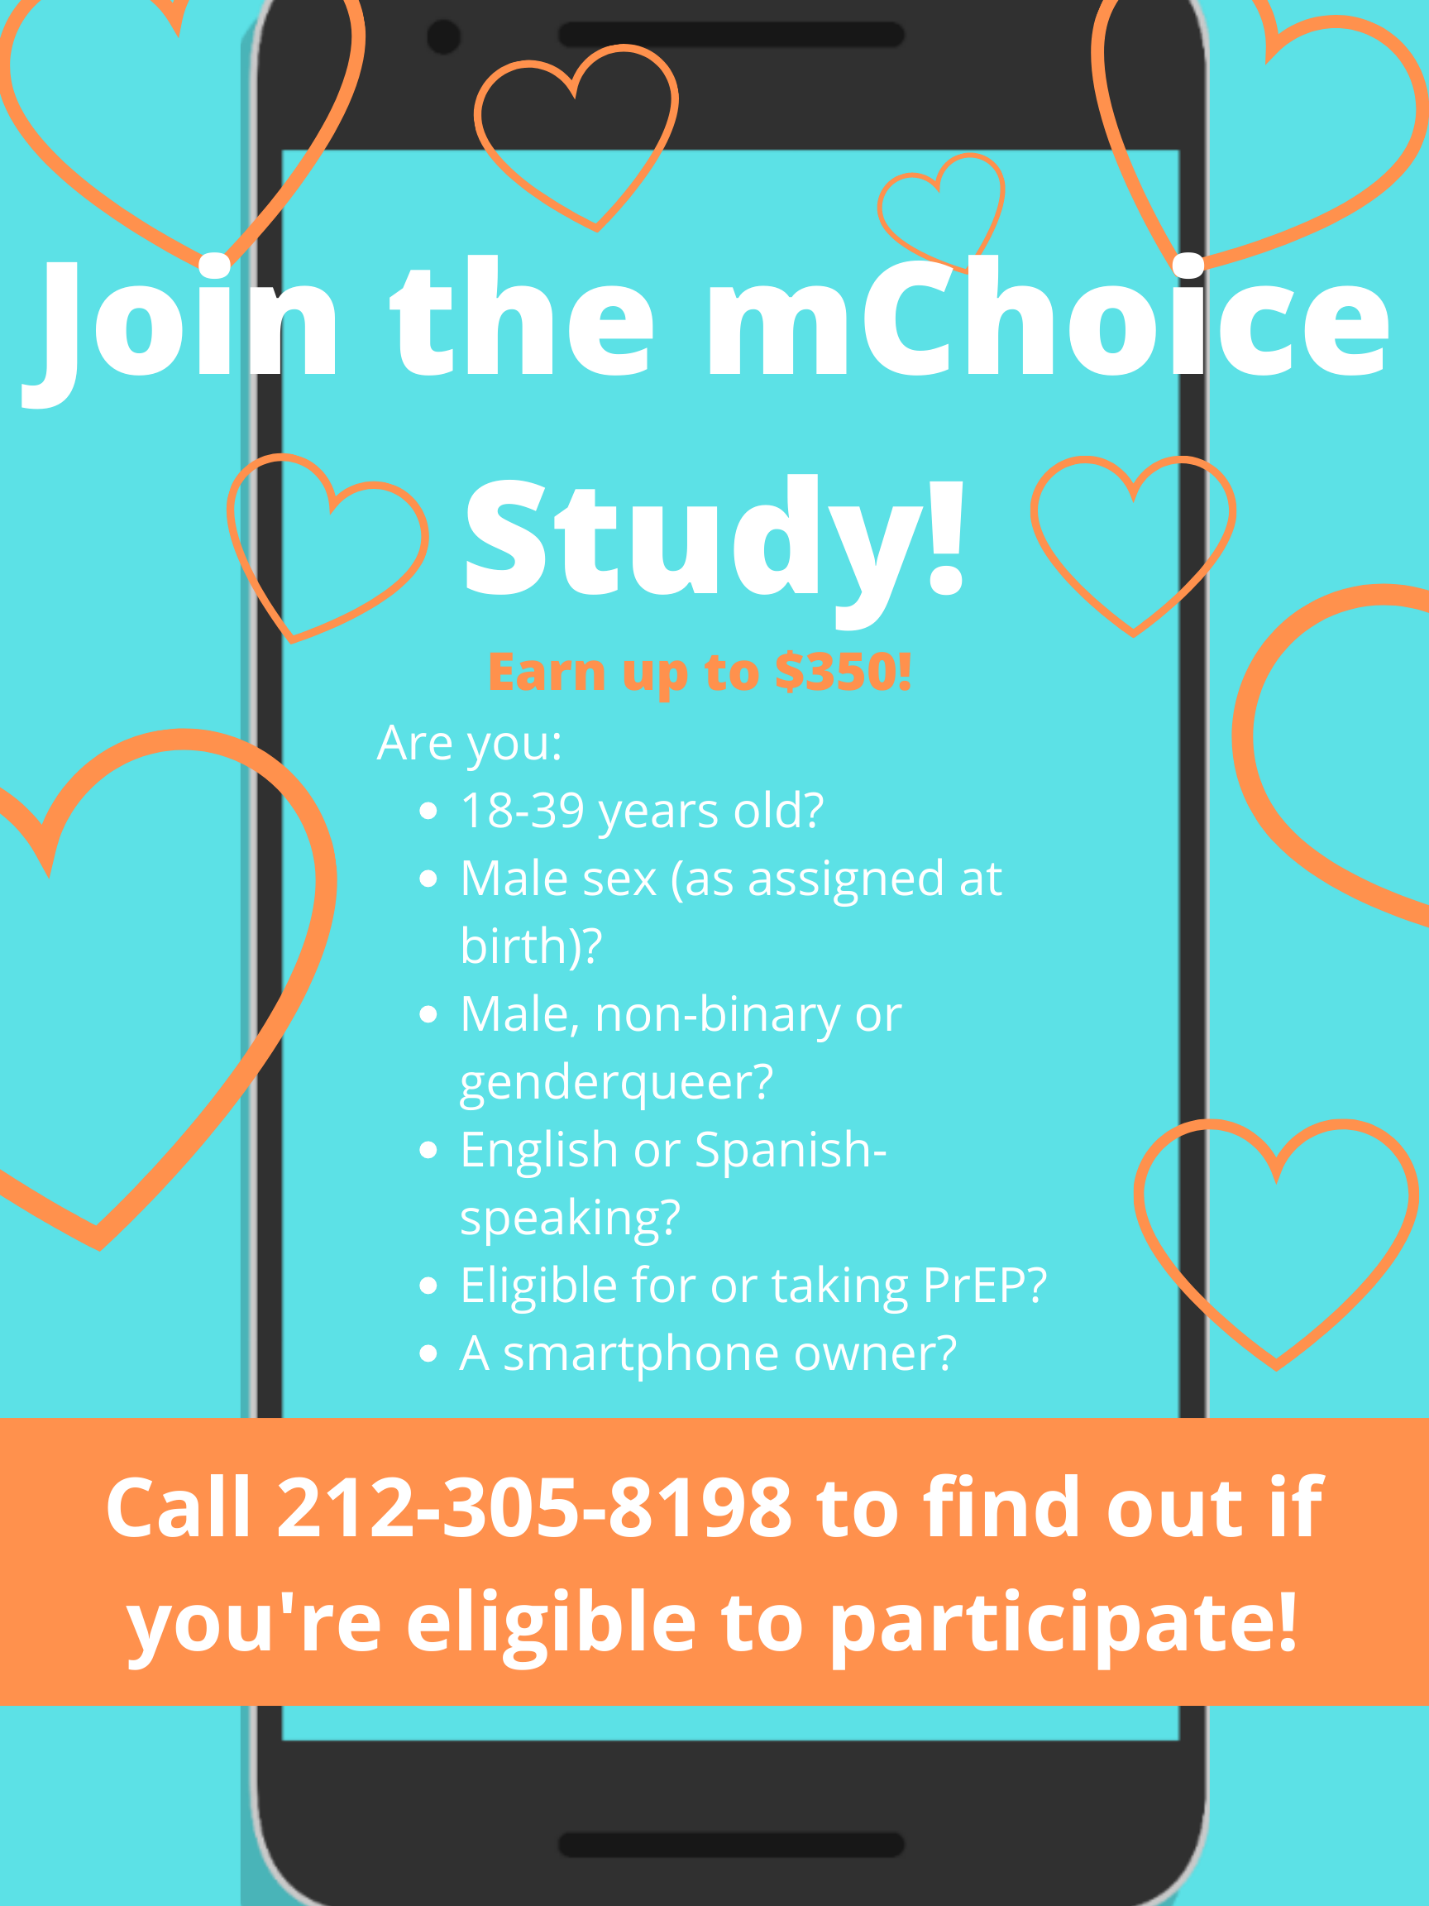 Join the mChoice
Study!
Earn up to $350!
Are you:
• 18-39 years old?
• Male sex (as assigned at
birth)?
• Male, non-binary or
genderqueer?
• English or Spanish-
speaking?
• Eligible for or taking PrEP?
• A smartphone owner?
Call 212-305-8198 to find out if
you're eligible to participate!